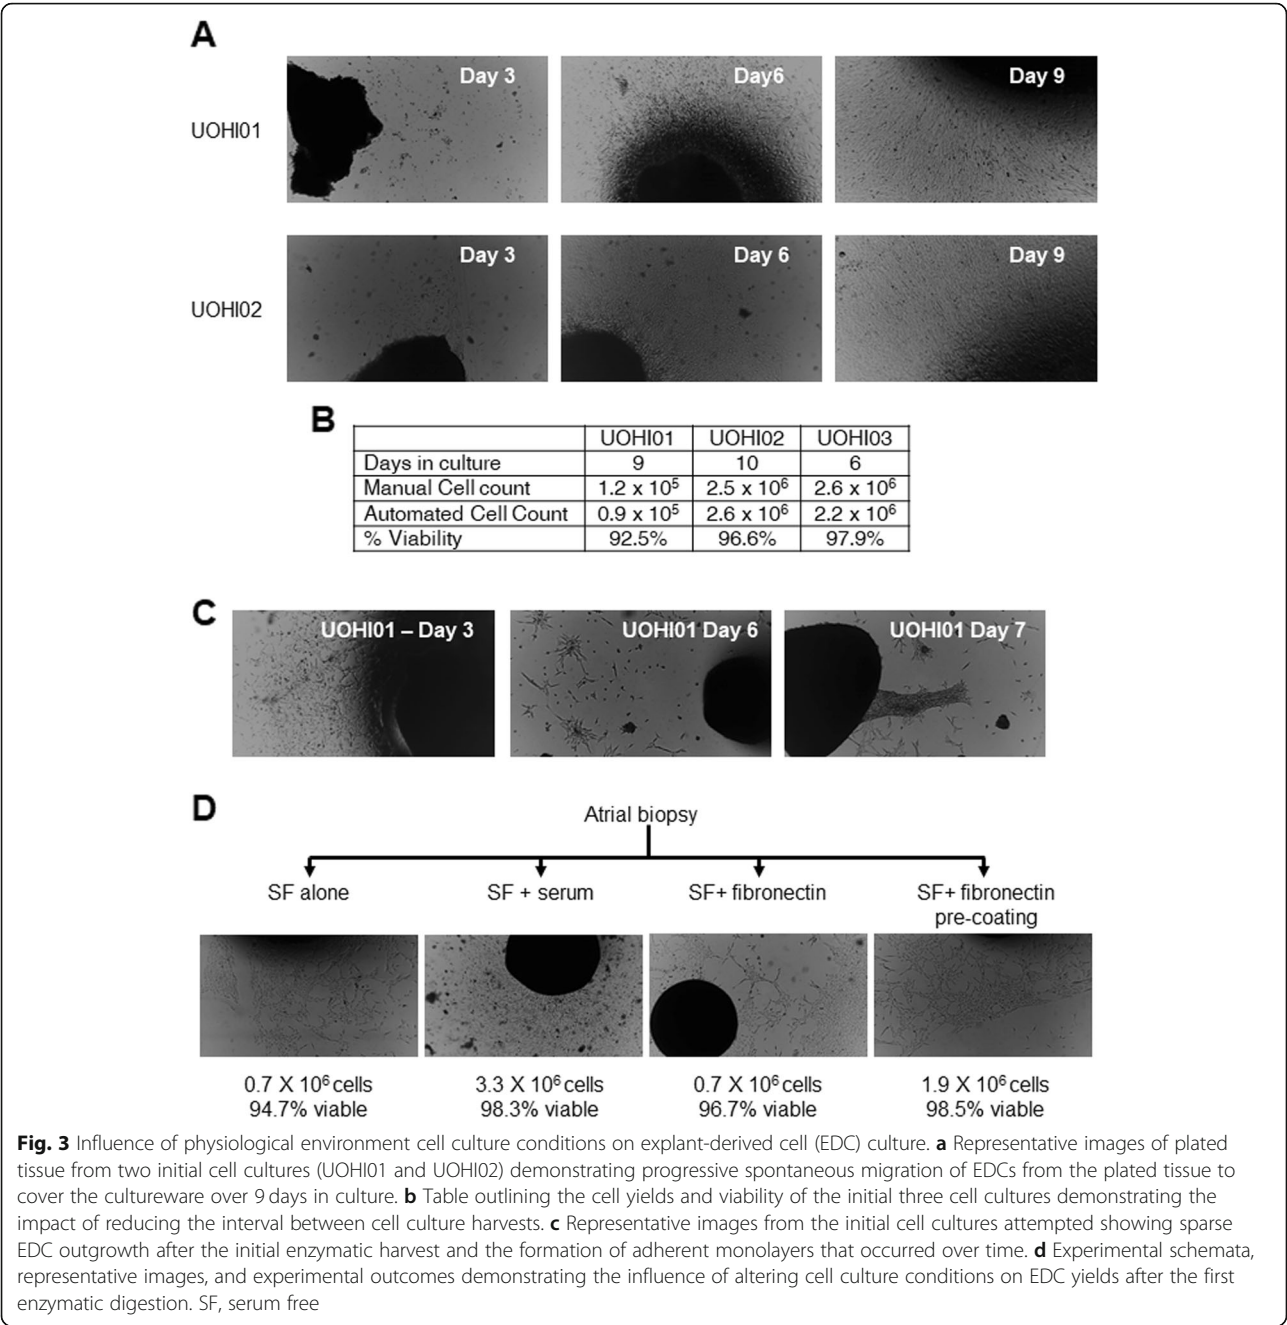 A
Day 3
Day6
Day 9
UOHI01
Day 3
Day 6
Day 9
UOHI02
B
UOHI01 UOHI02 UOHI03
Days in culture 9 10 6
Manual Cell count 1.2 x 10⁵ 2.5 x 10⁶ 2.6 x 10⁶
Automated Cell Count 0.9 x 10⁵ 2.6 x 10⁶ 2.2 x 10⁶
% Viability 92.5% 96.6% 97.9%
C
UOHI01 – Day 3
UOHI01 Day 6
UOHI01 Day 7
D
Atrial biopsy
SF alone
SF + serum
SF+ fibronectin
SF+ fibronectin
pre-coating
0.7 X 10⁶ cells
94.7% viable
3.3 X 10⁶ cells
98.3% viable
0.7 X 10⁶ cells
96.7% viable
1.9 X 10⁶ cells
98.5% viable
Fig. 3 Influence of physiological environment cell culture conditions on explant-derived cell (EDC) culture. a Representative images of plated
tissue from two initial cell cultures (UOHI01 and UOHI02) demonstrating progressive spontaneous migration of EDCs from the plated tissue to
cover the cultureware over 9 days in culture. b Table outlining the cell yields and viability of the initial three cell cultures demonstrating the
impact of reducing the interval between cell culture harvests. c Representative images from the initial cell cultures attempted showing sparse
EDC outgrowth after the initial enzymatic harvest and the formation of adherent monolayers that occurred over time. d Experimental schemata,
representative images, and experimental outcomes demonstrating the influence of altering cell culture conditions on EDC yields after the first
enzymatic digestion. SF, serum free